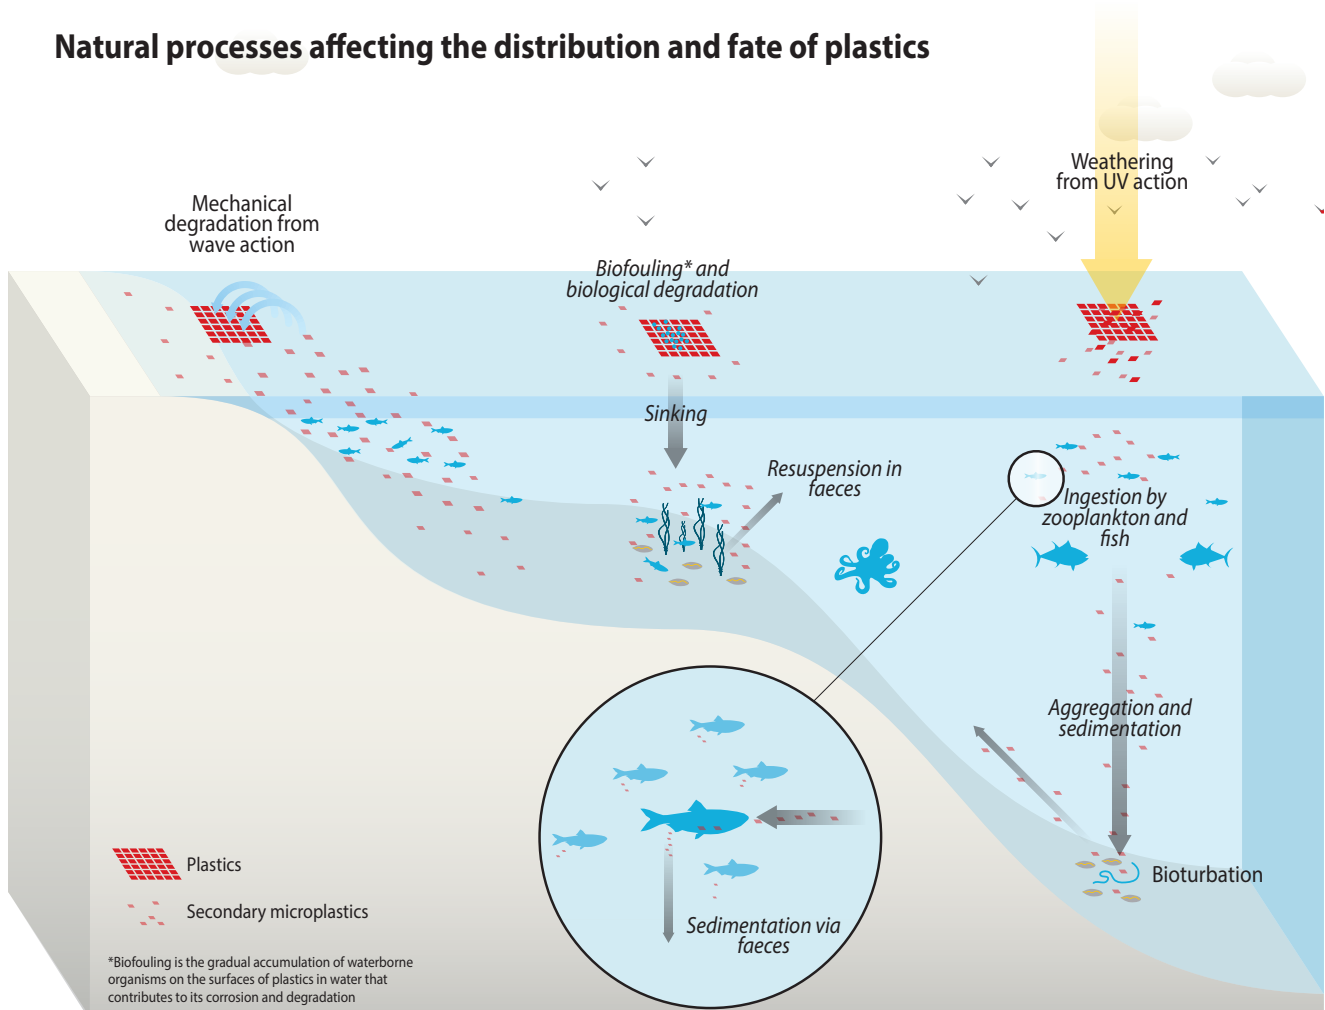 Natural processes affecting the distribution and fate of plastics
Weathering
from UV action
Mechanical
degradation from
wave action
Biofouling* and
biological degradation
Sinking
Resuspension in
faeces
Ingestion by
zooplankton and
fish
Aggregation and
sedimentation
Bioturbation
Sedimentation via
faeces
Plastics
Secondary microplastics
*Biofouling is the gradual accumulation of waterborne
organisms on the surfaces of plastics in water that
contributes to its corrosion and degradation